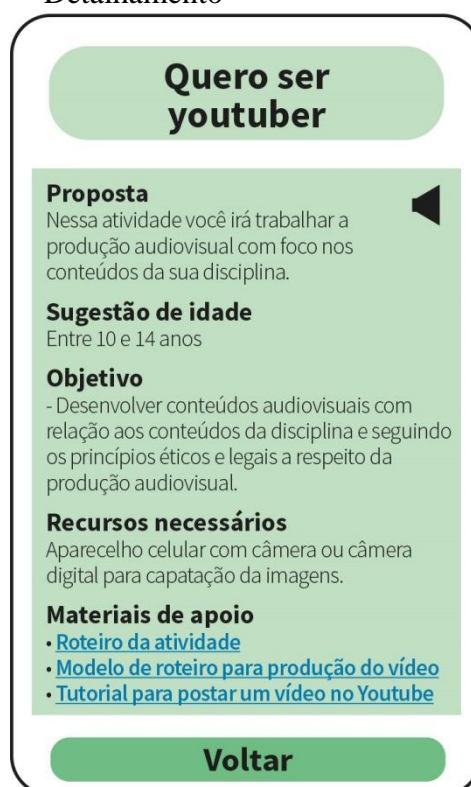 Detalhamento
Quero ser
youtuber
Proposta
Nessa atividade você irá trabalhar a
produção audiovisual com foco nos
conteúdos da sua disciplina.
Sugestão de idade
Entre 10 e 14 anos
Objetivo
- Desenvolver conteúdos audiovisuais com
relação aos conteúdos da disciplina e seguindo
os princípios éticos e legais a respeito da
produção audiovisual.
Recursos necessários
Aparecelho celular com câmera ou câmera
digital para capatação da imagens.
Materiais de apoio
• Roteiro da atividade
• Modelo de roteiro para produção do vídeo
• Tutorial para postar um vídeo no Youtube
Voltar